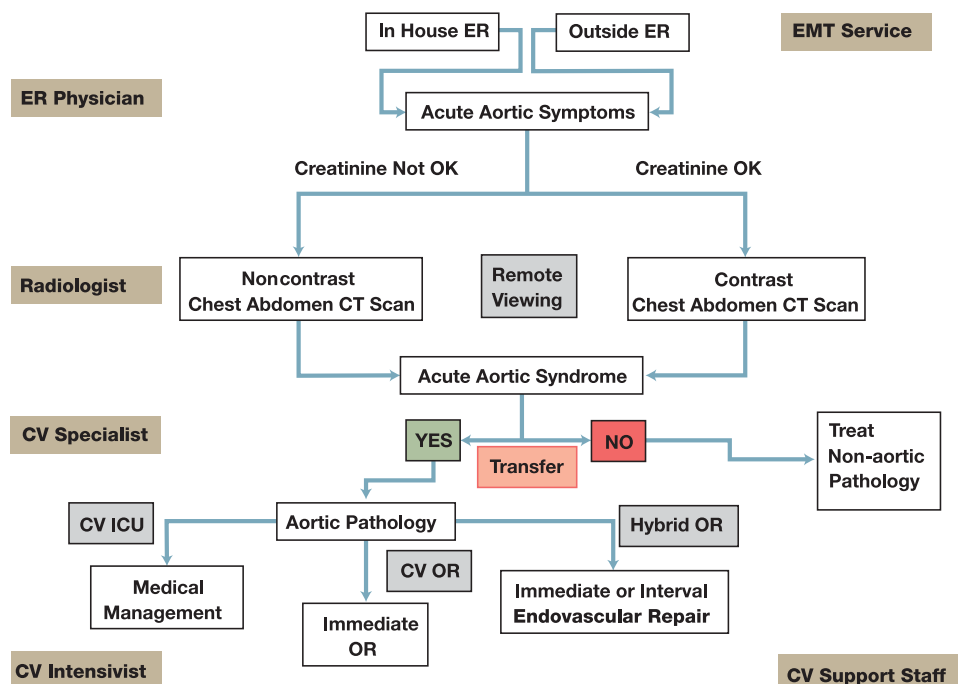 In House ER
Outside ER
EMT Service
ER Physician
Acute Aortic Symptoms
Creatinine Not OK
Creatinine OK
Radiologist
Noncontrast
Chest Abdomen CT Scan
Remote
Viewing
Contrast
Chest Abdomen CT Scan
Acute Aortic Syndrome
CV Specialist
YES
Transfer
NO
Treat
Non-aortic
Pathology
CV ICU
Aortic Pathology
Hybrid OR
CV OR
Medical
Management
Immediate
OR
Immediate or Interval
Endovascular Repair
CV Intensivist
CV Support Staff